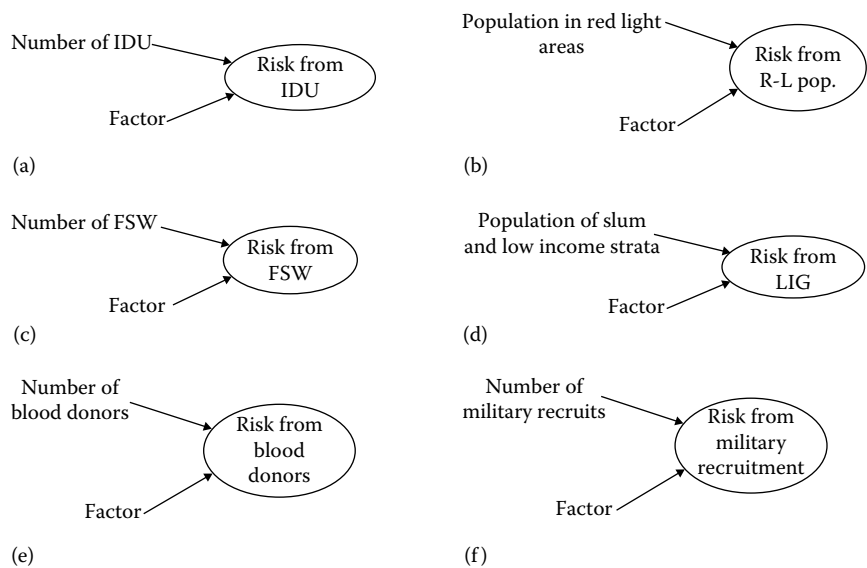 Number of IDU
Risk from
IDU
Factor
(a)
Population in red light
areas
Risk from
R-L pop.
Factor
(b)
Number of FSW
Risk from
FSW
Factor
(c)
Population of slum
and low income strata
Risk from
LIG
Factor
(d)
Number of
blood donors
Risk from
blood
donors
Factor
(e)
Number of
military recruits
Risk from
military
recruitment
Factor
(f)